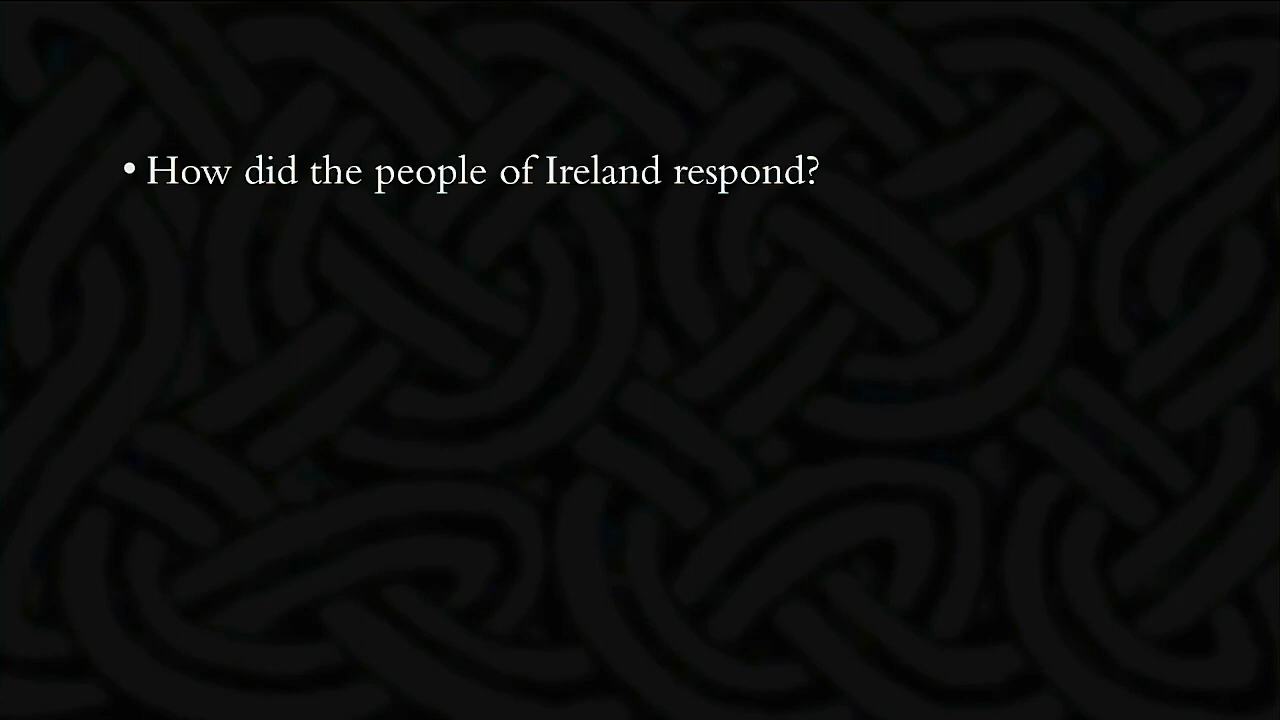 • How did the people of Ireland respond?